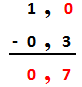 1 , 0
- 0 , 3
0 , 7